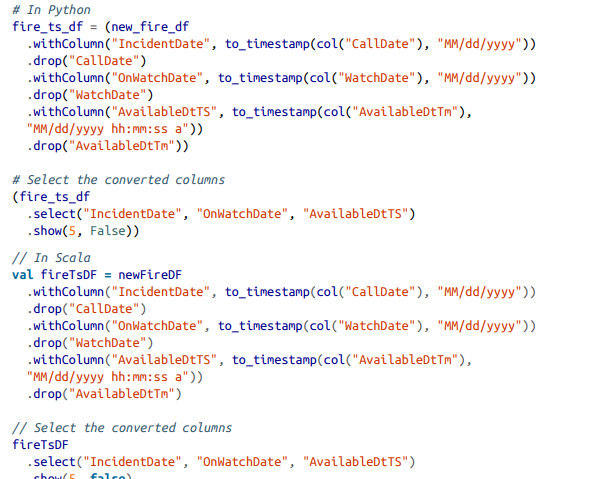 # In Python
fire_ts_df = (new_fire_df
  .withColumn("IncidentDate", to_timestamp(col("CallDate"), "MM/dd/yyyy"))
  .drop("CallDate")
  .withColumn("OnWatchDate", to_timestamp(col("WatchDate"), "MM/dd/yyyy"))
  .drop("WatchDate")
  .withColumn("AvailableDtTS", to_timestamp(col("AvailableDtTm"),
  "MM/dd/yyyy hh:mm:ss a"))
  .drop("AvailableDtTm"))

# Select the converted columns
(fire_ts_df
  .select("IncidentDate", "OnWatchDate", "AvailableDtTS")
  .show(5, False))

// In Scala
val fireTsDF = newFireDF
  .withColumn("IncidentDate", to_timestamp(col("CallDate"), "MM/dd/yyyy"))
  .drop("CallDate")
  .withColumn("OnWatchDate", to_timestamp(col("WatchDate"), "MM/dd/yyyy"))
  .drop("WatchDate")
  .withColumn("AvailableDtTS", to_timestamp(col("AvailableDtTm"),
  "MM/dd/yyyy hh:mm:ss a"))
  .drop("AvailableDtTm")

// Select the converted columns
fireTsDF
  .select("IncidentDate", "OnWatchDate", "AvailableDtTS")
  .show(5, false)